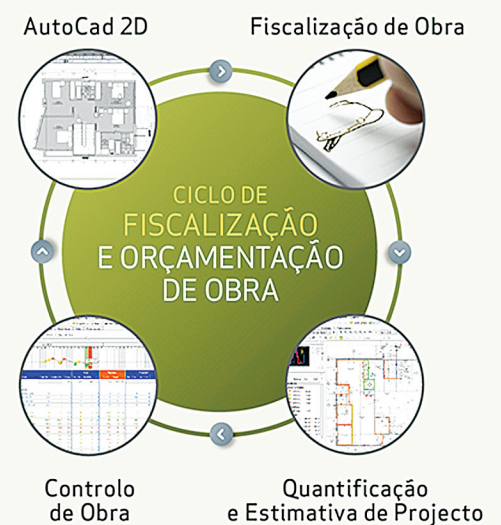 AutoCad 2D
Fiscalização de Obra
CICLO DE
FISCALIZAÇÃO
E ORÇAMENTAÇÃO
DE OBRA
Controlo
de Obra
Quantificação
e Estimativa de Projecto